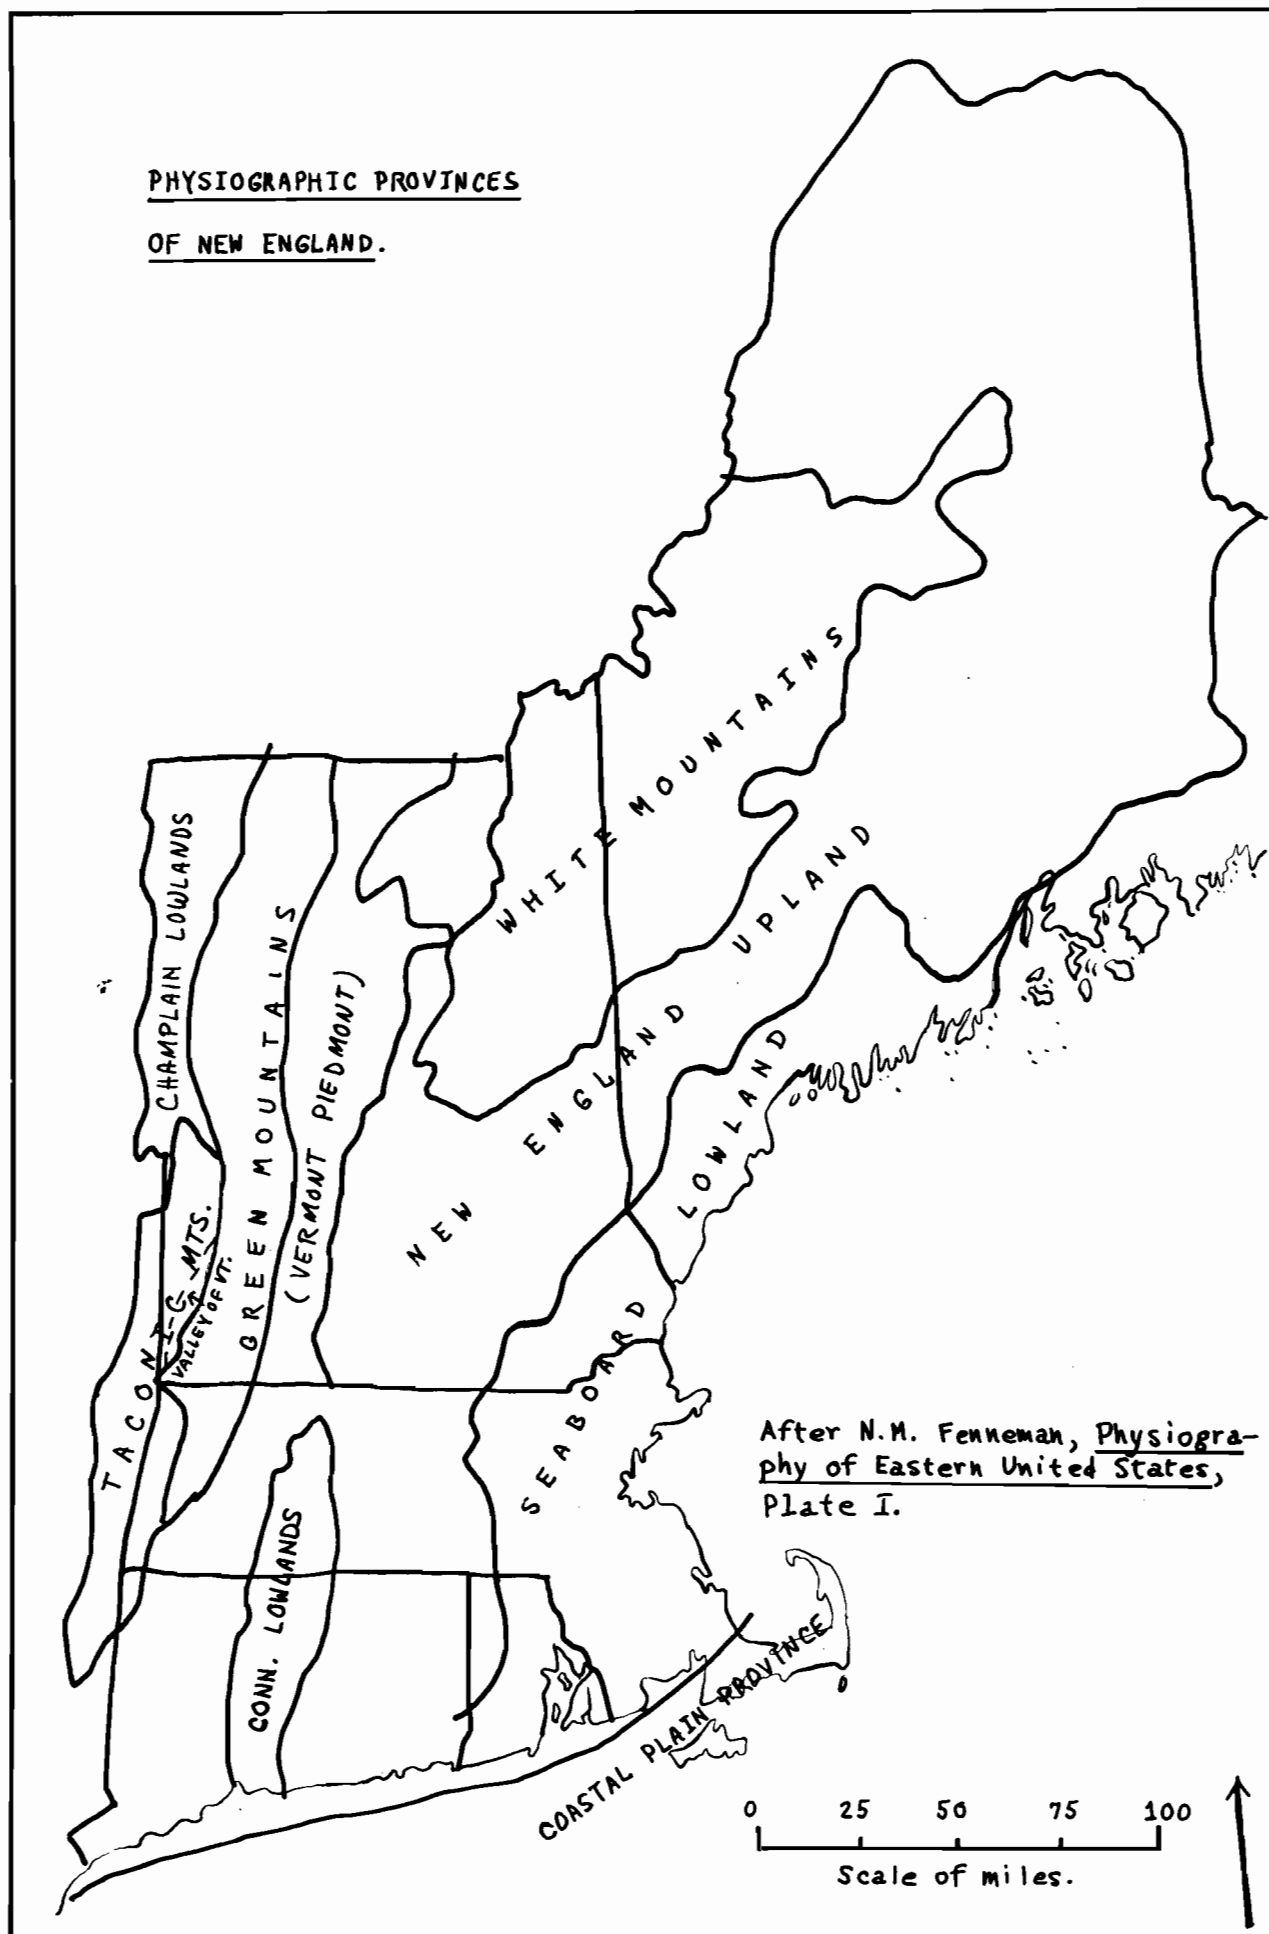 PHYSIOGRAPHIC PROVINCES
OF NEW ENGLAND.
WHITE MOUNTAINS
CHAMPLAIN LOWLANDS
GREEN MOUNTAINS
(VERMONT PIEDMONT)
NEW ENGLAND UPLAND
SEABOARD LOWLAND
TACONIC MTS.
VALLEY OF VT.
CONN. LOWLANDS
COASTAL PLAIN PROVINCE
After N.M. Fenneman, Physiogra-
phy of Eastern United States,
Plate I.
0 25 50 75 100
Scale of miles.